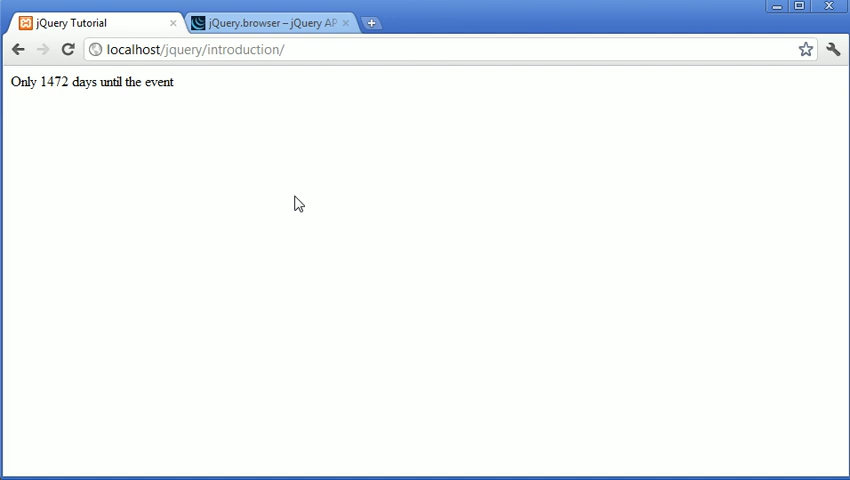 jQuery Tutorial
jQuery.browser – jQuery AP
localhost/jquery/introduction/
Only 1472 days until the event